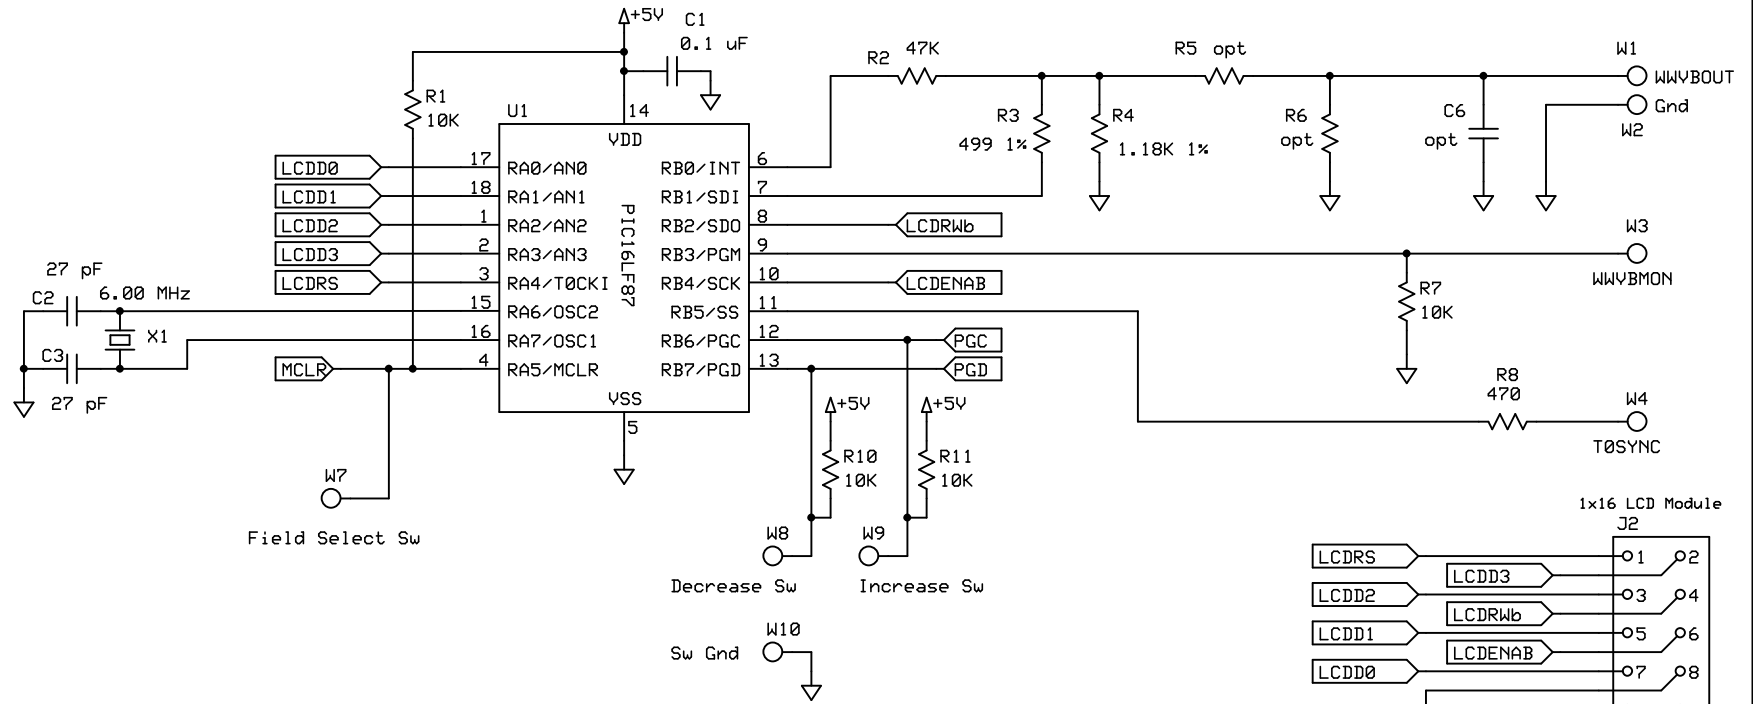 +5V
C1
0.1 uF
R1
10K
U1
14
VDD
R2
47K
R5 opt
W1
WWVBOUT
Gnd
W2
R3
499 1%
R4
1.18K 1%
R6
opt
C6
opt
LCDD0
17
RA0/AN0
RB0/INT
6
LCDD1
18
RA1/AN1
RB1/SDI
7
LCDD2
1
RA2/AN2
RB2/SDO
8
LCDRWb
LCDD3
2
RA3/AN3
RB3/PGM
9
W3
WWVBMON
LCDRS
3
RA4/T0CKI
RB4/SCK
10
LCDENAB
PIC16LF87
27 pF
C2
6.00 MHz
15
RA6/OSC2
RB5/SS
11
R7
10K
X1
16
RA7/OSC1
RB6/PGC
12
PGC
C3
27 pF
MCLR
4
RA5/MCLR
RB7/PGD
13
PGD
VSS
5
+5V
+5V
R10
10K
R11
10K
R8
470
W4
T0SYNC
W7
Field Select Sw
W8
Decrease Sw
W9
Increase Sw
W10
Sw Gnd
1x16 LCD Module
J2
LCDRS
1
2
LCDD3
LCDD2
3
4
LCDRWb
LCDD1
5
6
LCDENAB
LCDD0
7
8